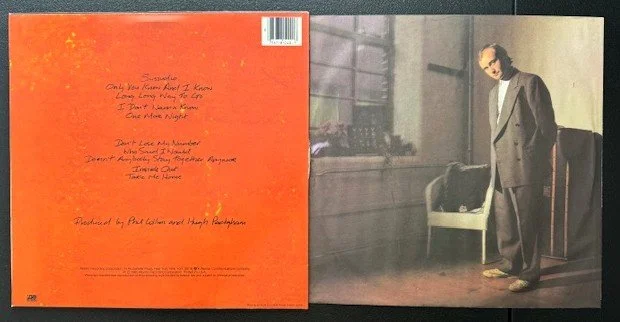 Sussudio
Only You Know And I Know
Long Long Way To Go
I Don't Wanna Know
One More Night
Don't Lose My Number
Who Said I Would
Doesn't Anybody Stay Together Anymore
Inside Out
Take Me Home
Produced by Phil Collins and Hugh Padgham